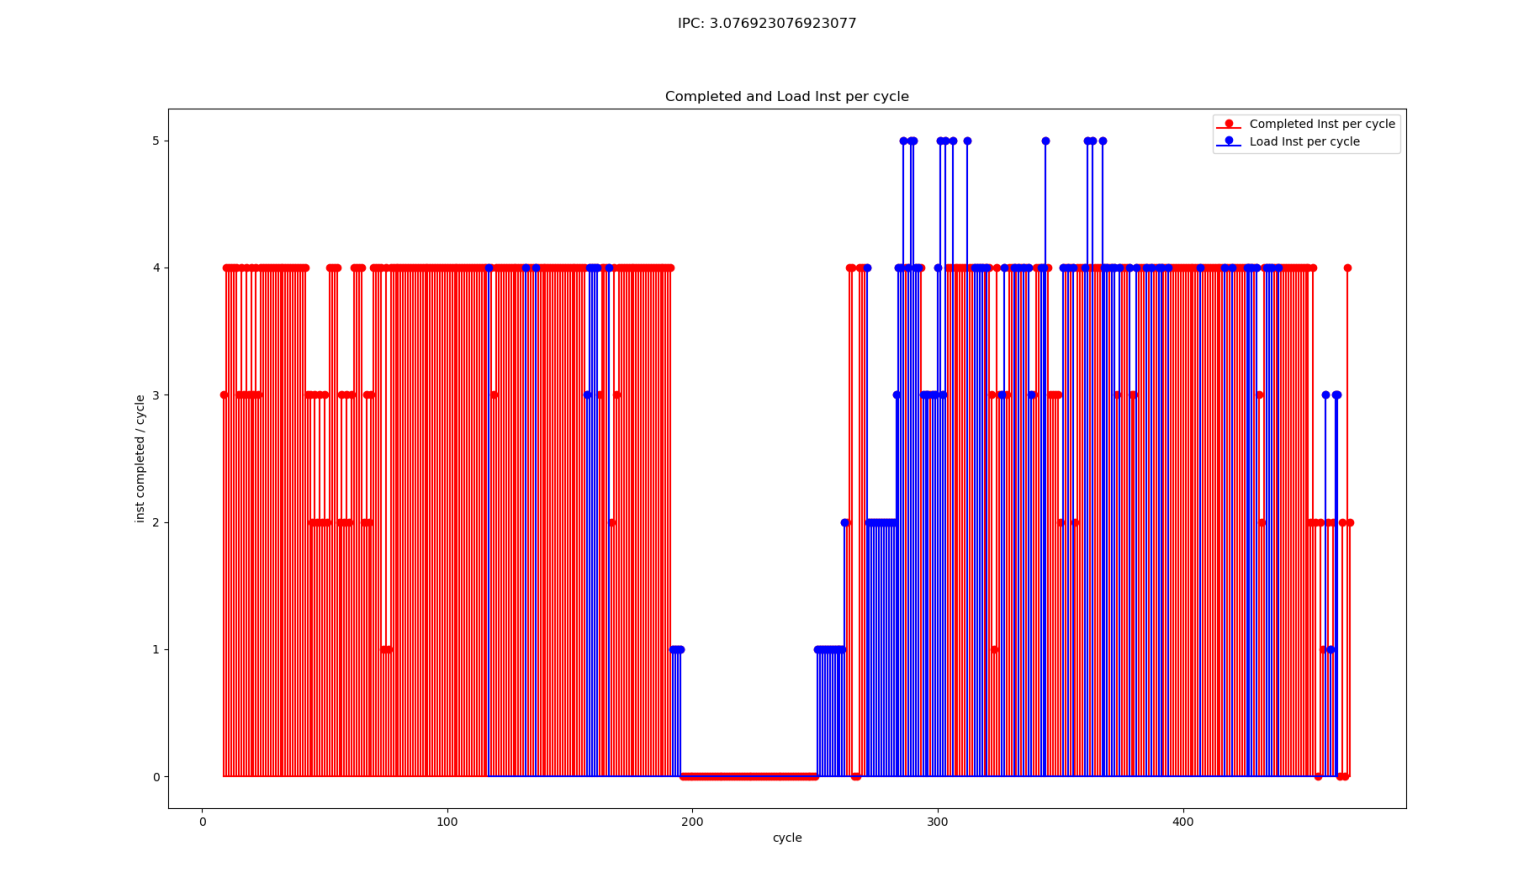 IPC: 3.076923076923077
Completed and Load Inst per cycle
Completed Inst per cycle
Load Inst per cycle
5
4
3
2
1
0
inst completed / cycle
0 100 200 300 400
cycle